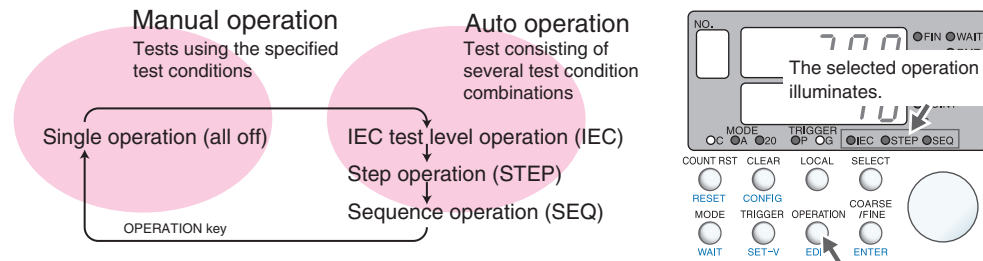 Manual operation
Tests using the specified
test conditions
Auto operation
Test consisting of
several test condition
combinations
Single operation (all off)
IEC test level operation (IEC)
Step operation (STEP)
Sequence operation (SEQ)
OPERATION key
NO.
700
FIN WAIT
The selected operation
illuminates.
10
MODE TRIGGER
C A 20 P G IEC STEP SEQ
COUNT RST CLEAR LOCAL SELECT
RESET CONFIG
MODE TRIGGER OPERATION COARSE
/FINE
WAIT SET-V EDI ENTER